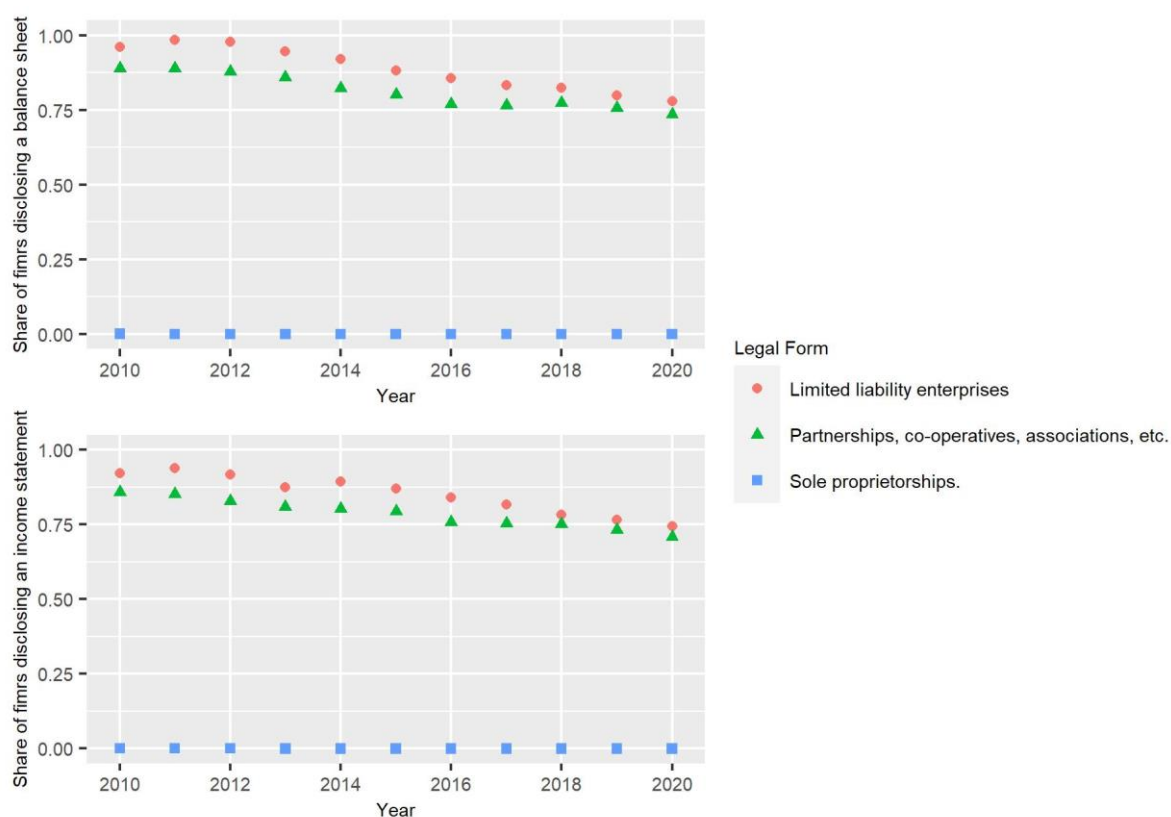 Share of fimrs disclosing a balance sheet
1.00
0.75
0.50
0.25
0.00
2010 2012 2014 2016 2018 2020
Year
Share of fimrs disclosing an income statement
1.00
0.75
0.50
0.25
0.00
2010 2012 2014 2016 2018 2020
Year
Legal Form
Limited liability enterprises
Partnerships, co-operatives, associations, etc.
Sole proprietorships.